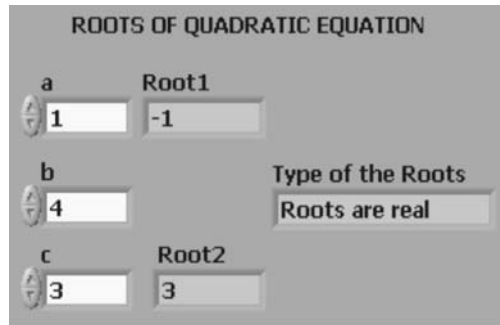 ROOTS OF QUADRATIC EQUATION
a Root1
1 -1
b Type of the Roots
4 Roots are real
c Root2
3 3